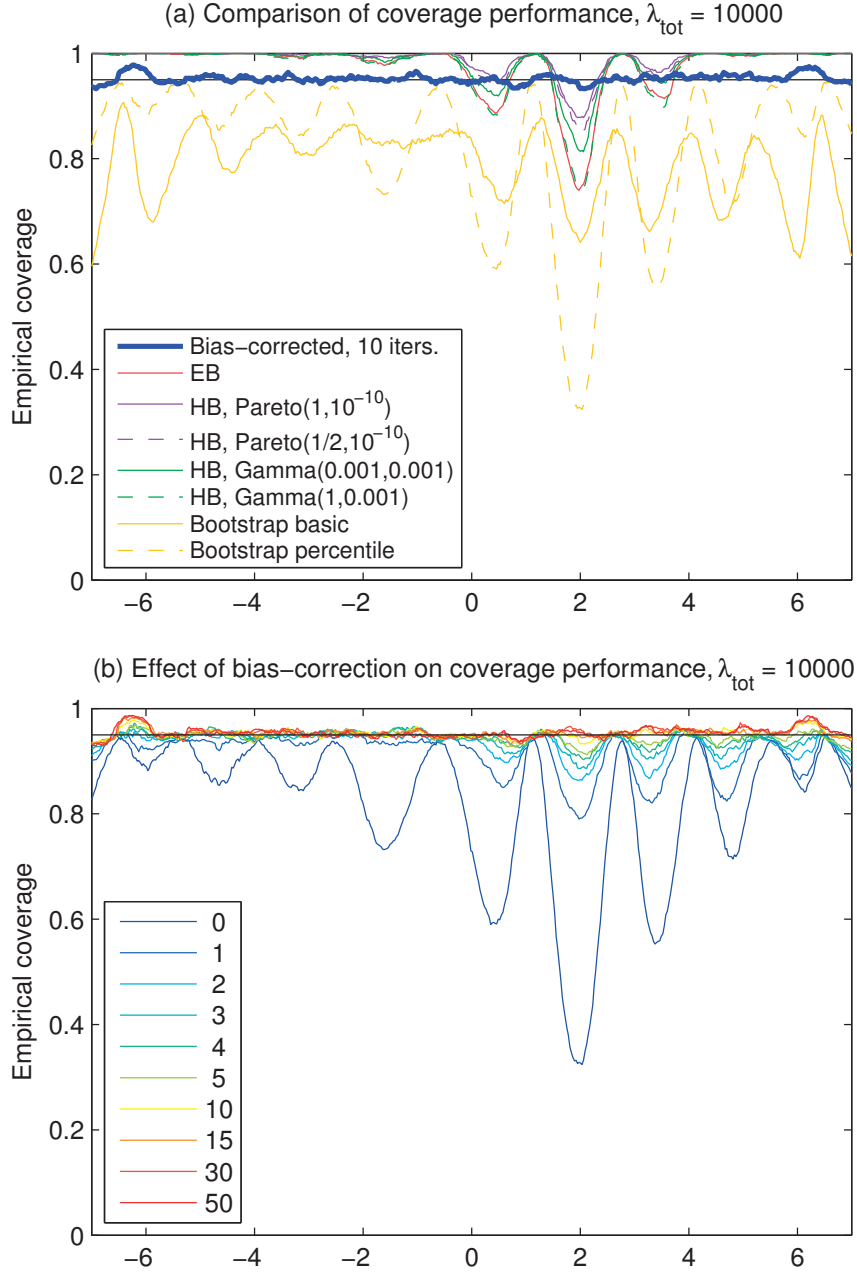 (a) Comparison of coverage performance, λtot = 10000
1
0.8
0.6
0.4
0.2
0
Empirical coverage
Bias−corrected, 10 iters.
EB
HB, Pareto(1,10−10)
HB, Pareto(1/2,10−10)
HB, Gamma(0.001,0.001)
HB, Gamma(1,0.001)
Bootstrap basic
Bootstrap percentile
−6 −4 −2 0 2 4 6
(b) Effect of bias−correction on coverage performance, λtot = 10000
1
0.8
0.6
0.4
0.2
0
Empirical coverage
0
1
2
3
4
5
10
15
30
50
−6 −4 −2 0 2 4 6